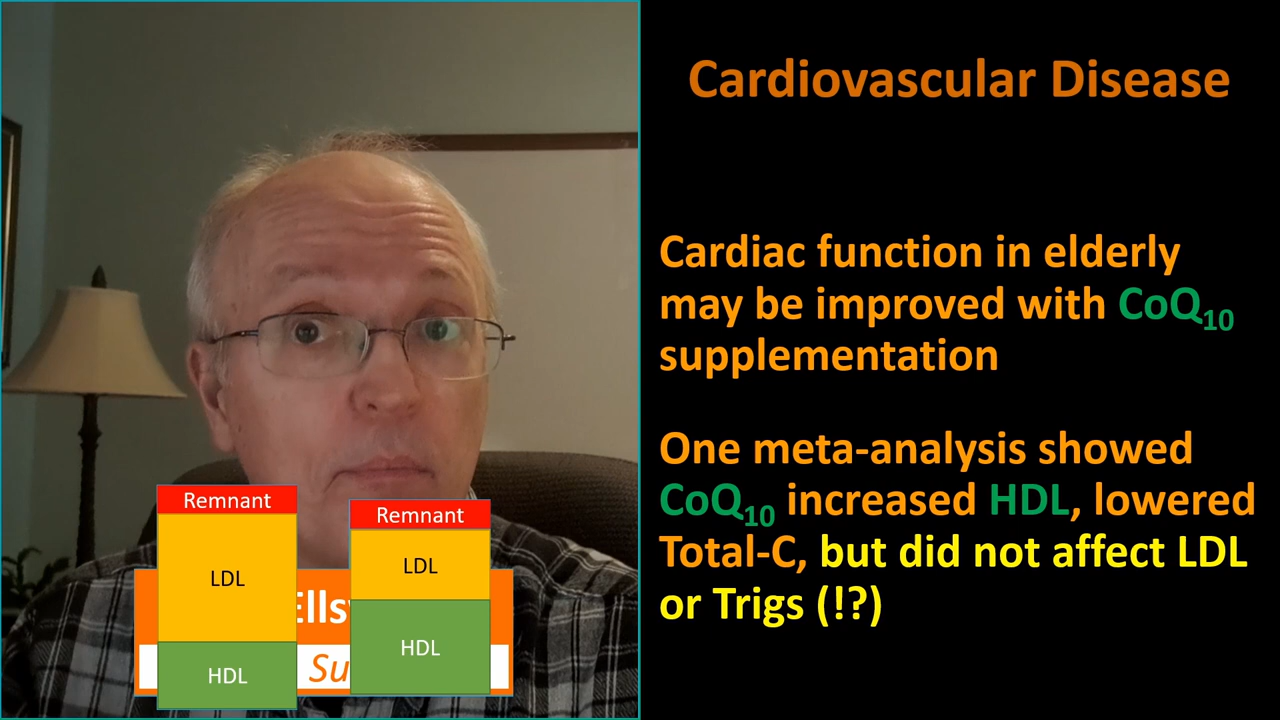 Cardiovascular Disease
Cardiac function in elderly
may be improved with CoQ10
supplementation
One meta-analysis showed
CoQ10 increased HDL, lowered
Total-C, but did not affect LDL
or Trigs (!?)
Remnant
LDL
HDL
Remnant
LDL
HDL